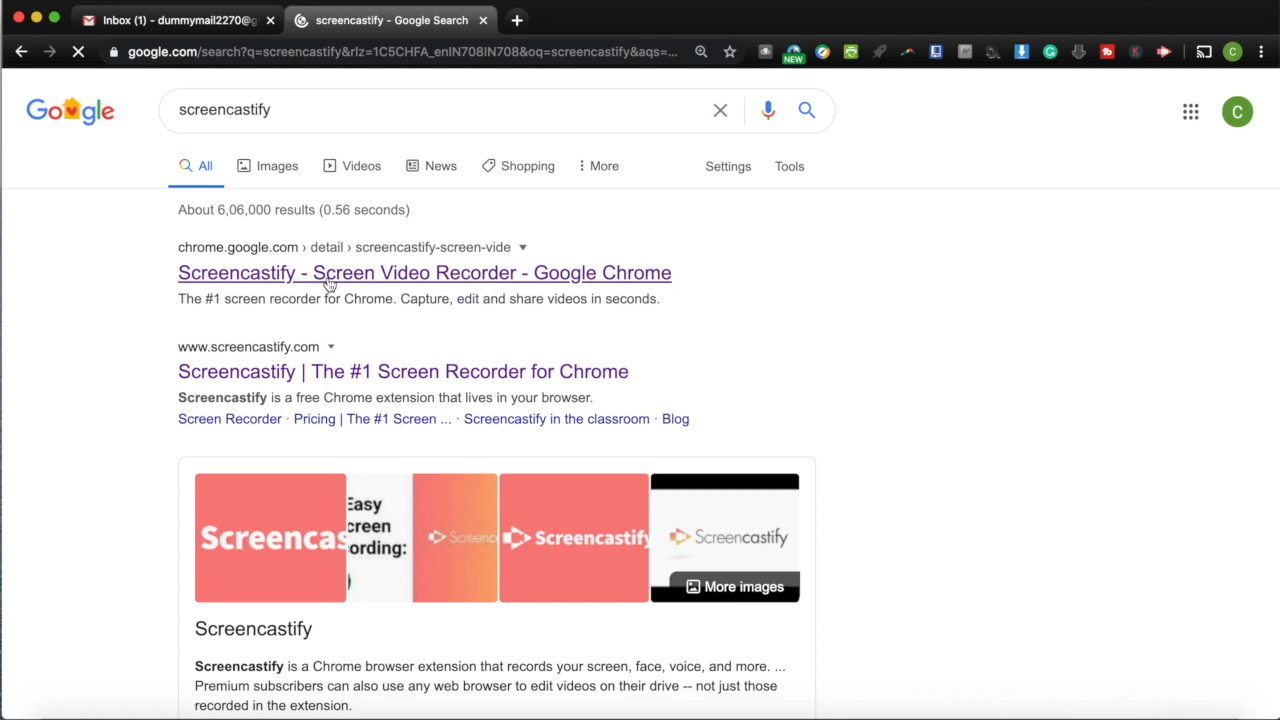 Inbox (1) - dummymail2270@g
screencastify - Google Search
google.com/search?q=screencastify&rlz=1C5CHFA_enIN708IN708&oq=screencastify&aqs=...
NEW
C
Google
screencastify
C
All
Images
Videos
News
Shopping
More
Settings
Tools
About 6,06,000 results (0.56 seconds)
chrome.google.com › detail › screencastify-screen-vide
Screencastify - Screen Video Recorder - Google Chrome
The #1 screen recorder for Chrome. Capture, edit and share videos in seconds.
www.screencastify.com
Screencastify | The #1 Screen Recorder for Chrome
Screencastify is a free Chrome extension that lives in your browser.
Screen Recorder · Pricing | The #1 Screen ... · Screencastify in the classroom · Blog
Screencas
Easy
creen
ording:
Screenc
Screencastify
Screencastify
More images
Screencastify
Screencastify is a Chrome browser extension that records your screen, face, voice, and more. ...
Premium subscribers can also use any web browser to edit videos on their drive -- not just those
recorded in the extension.